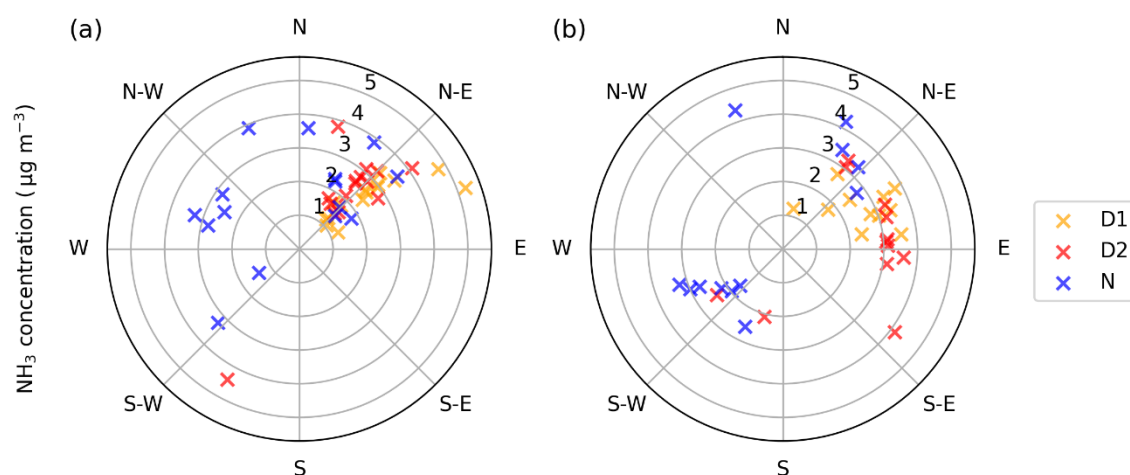 (a)
N
N-W
N-E
W
E
S-W
S-E
S
1
2
3
4
5
NH₃ concentration ( µg m⁻³)
(b)
N
N-W
N-E
W
E
S-W
S-E
S
1
2
3
4
5
D1
D2
N